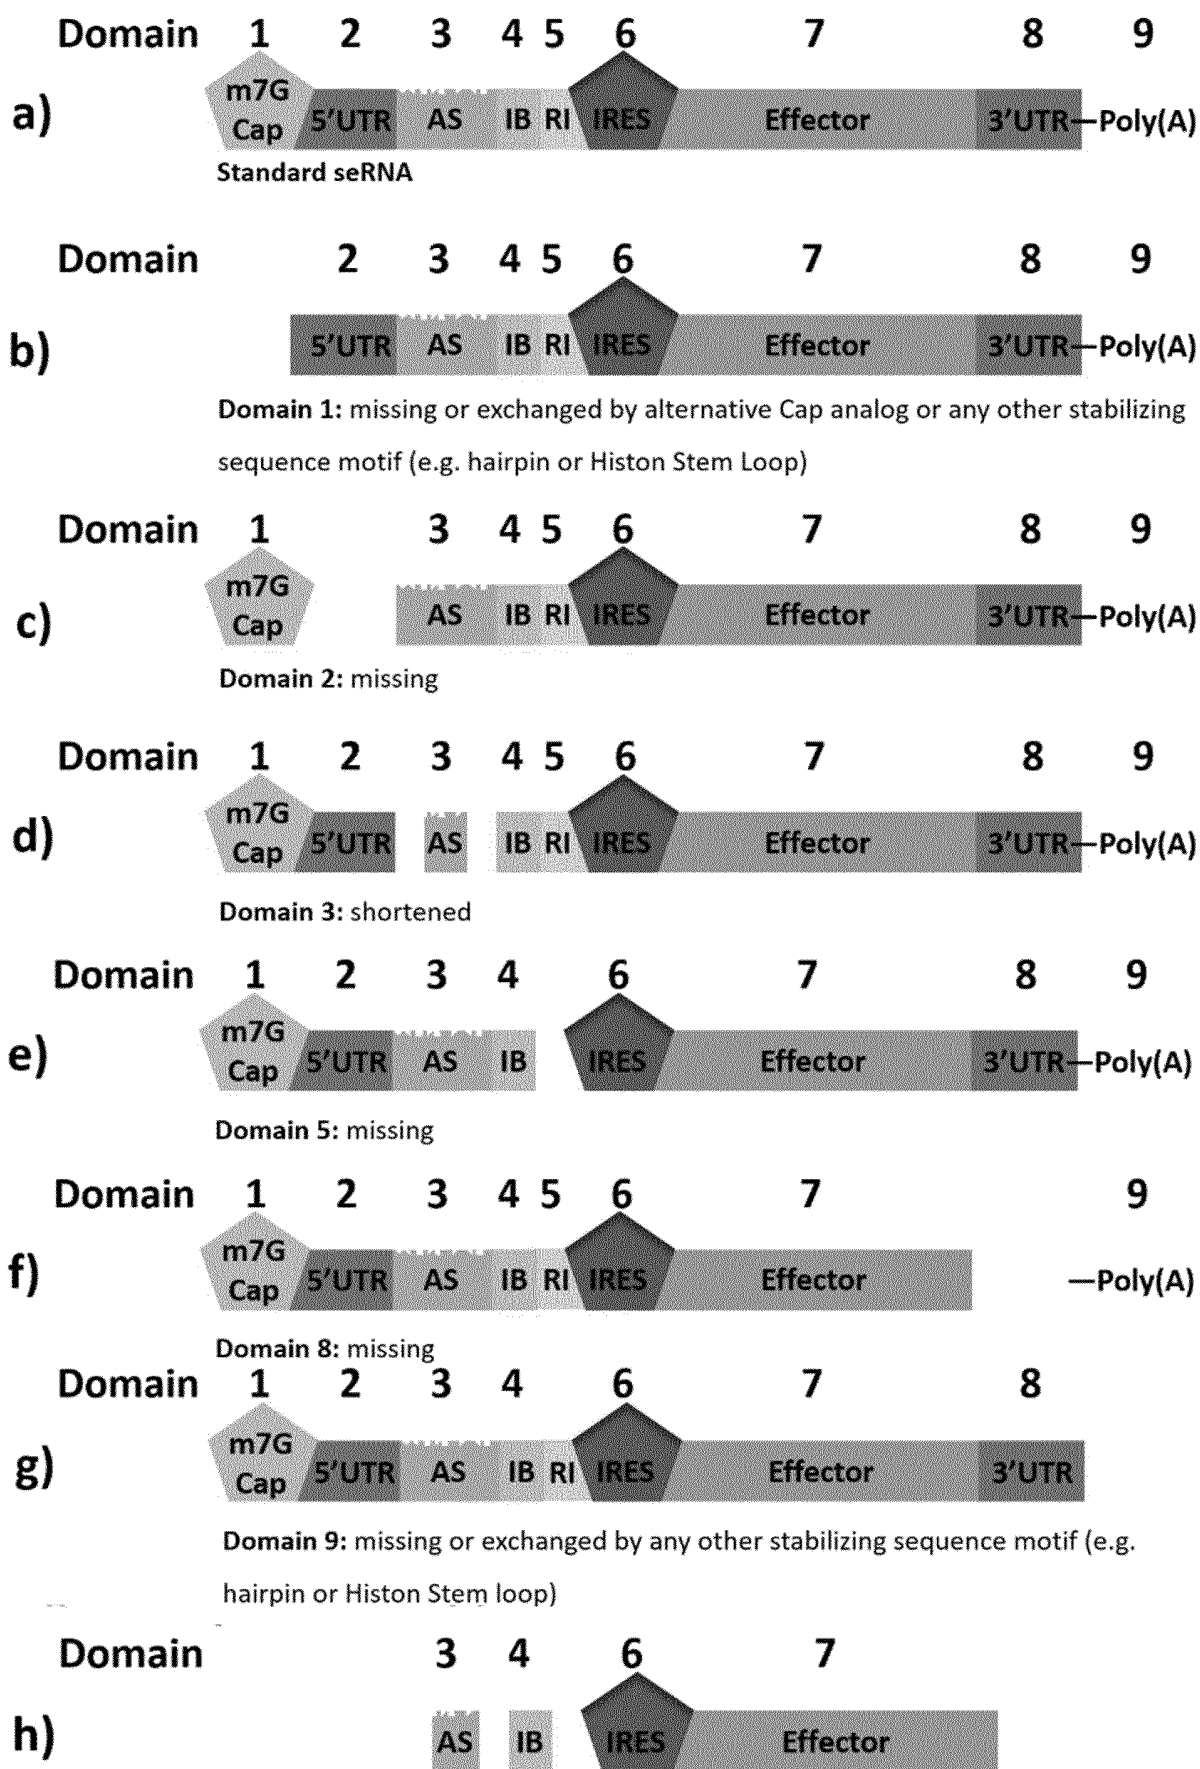 Domain 1 2 3 4 5 6 7 8 9
a) m7G Cap 5'UTR AS IB RI IRES Effector 3'UTR Poly(A)
Standard seRNA
Domain 2 3 4 5 6 7 8 9
b) 5'UTR AS IB RI IRES Effector 3'UTR Poly(A)
Domain 1: missing or exchanged by alternative Cap analog or any other stabilizing
sequence motif (e.g. hairpin or Histon Stem Loop)
Domain 1 3 4 5 6 7 8 9
c) m7G Cap AS IB RI IRES Effector 3'UTR Poly(A)
Domain 2: missing
Domain 1 2 3 4 5 6 7 8 9
d) m7G Cap 5'UTR AS IB RI IRES Effector 3'UTR Poly(A)
Domain 3: shortened
Domain 1 2 3 4 6 7 8 9
e) m7G Cap 5'UTR AS IB IRES Effector 3'UTR Poly(A)
Domain 5: missing
Domain 1 2 3 4 5 6 7 9
f) m7G Cap 5'UTR AS IB RI IRES Effector Poly(A)
Domain 8: missing
Domain 1 2 3 4 6 7 8
g) m7G Cap 5'UTR AS IB RI IRES Effector 3'UTR
Domain 9: missing or exchanged by any other stabilizing sequence motif (e.g.
hairpin or Histon Stem loop)
Domain 3 4 6 7
h) AS IB IRES Effector